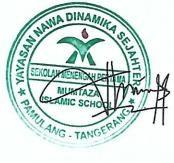 ★ YAYASAN NAWA DINAMIKA SEJAHTERA ★
SEKOLAH MENENGAH PERTAMA
MUMTAZA
ISLAMIC SCHOOL
PAMULANG - TANGERANG